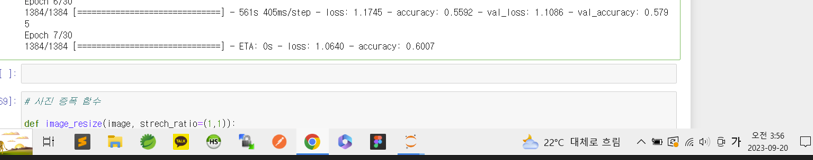 Epoch 6/30
1384/1384 [==============================] - 561s 405ms/step - loss: 1.1745 - accuracy: 0.5592 - val_loss: 1.1086 - val_accuracy: 0.579
5
Epoch 7/30
1384/1384 [==============================] - ETA: 0s - loss: 1.0640 - accuracy: 0.6007
[ ]:
69]: # 사진 증폭 함수
def image_resize(image, strech_ratio=(1,1)):
TALK
HS
22°C 대체로 흐림
가
오전 3:56
2023-09-20